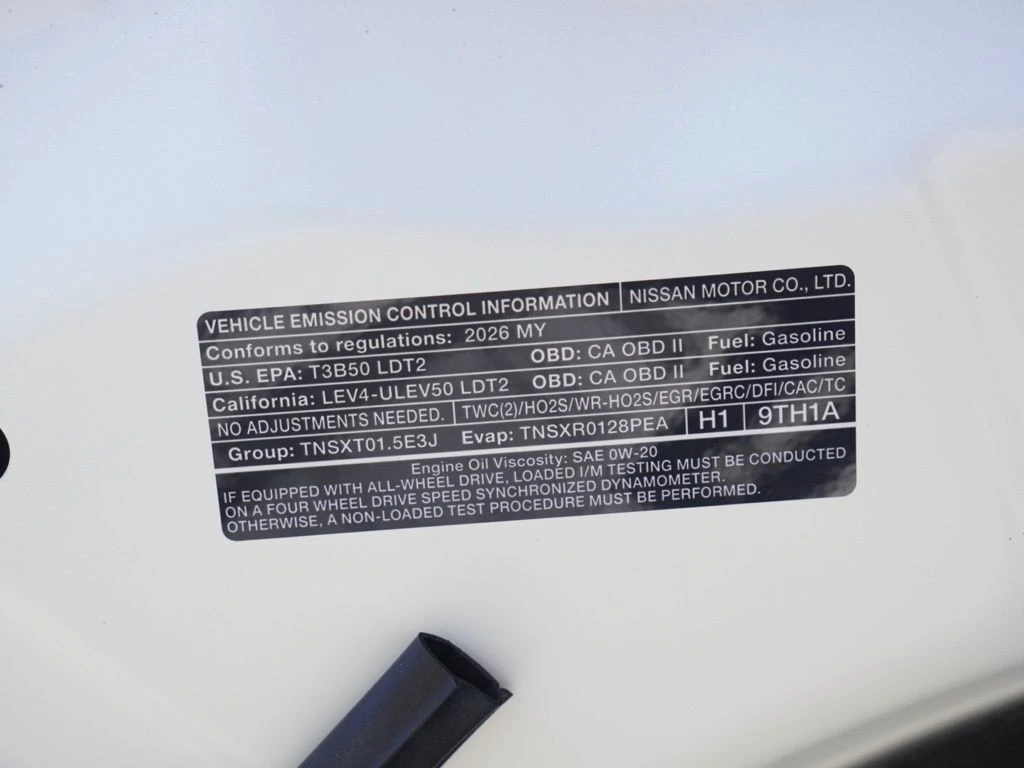 VEHICLE EMISSION CONTROL INFORMATION NISSAN MOTOR CO., LTD.
Conforms to regulations: 2026 MY
U.S. EPA: T3B50 LDT2 OBD: CA OBD II Fuel: Gasoline
California: LEV4-ULEV50 LDT2 OBD: CA OBD II Fuel: Gasoline
NO ADJUSTMENTS NEEDED. TWC(2)/HO2S/WR-HO2S/EGR/EGRC/DFI/CAC/TC
Group: TNSXT01.5E3J Evap: TNSXR0128PEA H1 9TH1A
Engine Oil Viscosity: SAE 0W-20
IF EQUIPPED WITH ALL-WHEEL DRIVE, LOADED I/M TESTING MUST BE CONDUCTED
ON A FOUR WHEEL DRIVE SPEED SYNCHRONIZED DYNAMOMETER.
OTHERWISE, A NON-LOADED TEST PROCEDURE MUST BE PERFORMED.